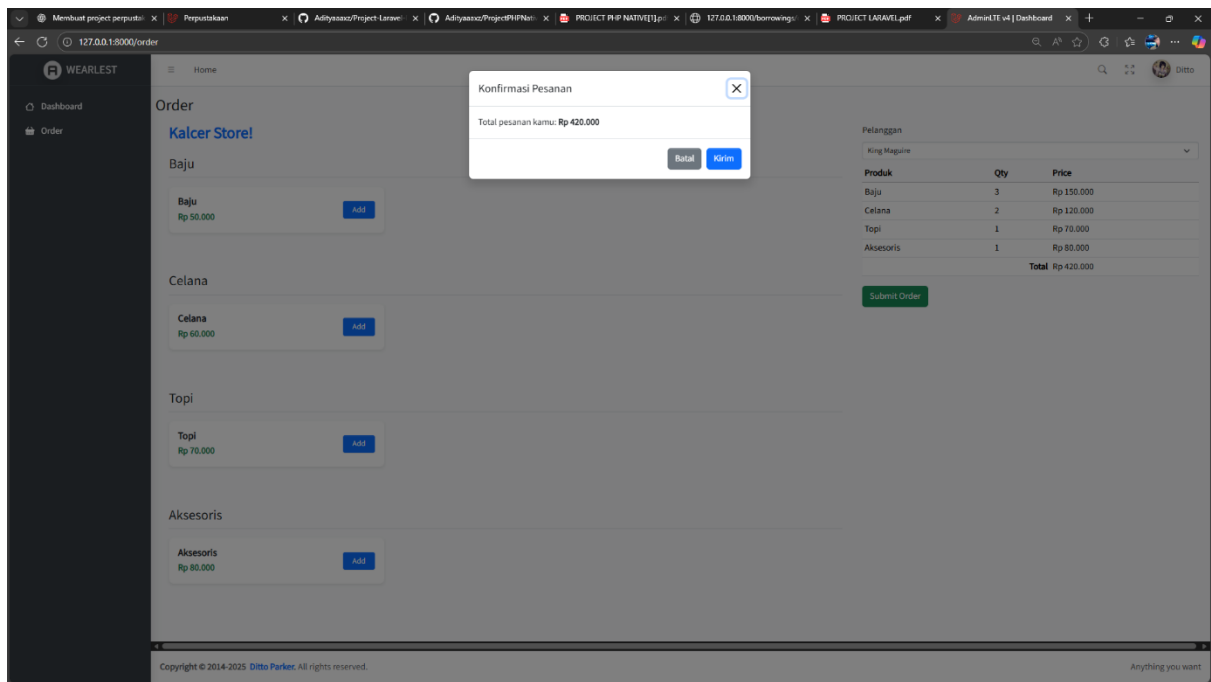 Membuat project perpustak
Perpustakaan
Adityaaaxz/Project-Laravel
Adityaaaxz/ProjectPHPNati
PROJECT PHP NATIVE[1].pd
127.0.0.1:8000/borrowings/
PROJECT LARAVEL.pdf
AdminLTE v4 | Dashboard
127.0.0.1:8000/order
WEARLEST
Home
Ditto
Dashboard
Order
Order
Kalcer Store!
Baju
Baju
Rp 50.000
Add
Celana
Celana
Rp 60.000
Add
Topi
Topi
Rp 70.000
Add
Aksesoris
Aksesoris
Rp 80.000
Add
Konfirmasi Pesanan
Total pesanan kamu: Rp 420.000
Batal Kirim
Pelanggan
King Maguire
Produk Qty Price
Baju 3 Rp 150.000
Celana 2 Rp 120.000
Topi 1 Rp 70.000
Aksesoris 1 Rp 80.000
Total Rp 420.000
Submit Order
Copyright © 2014-2025 Ditto Parker. All rights reserved.
Anything you want